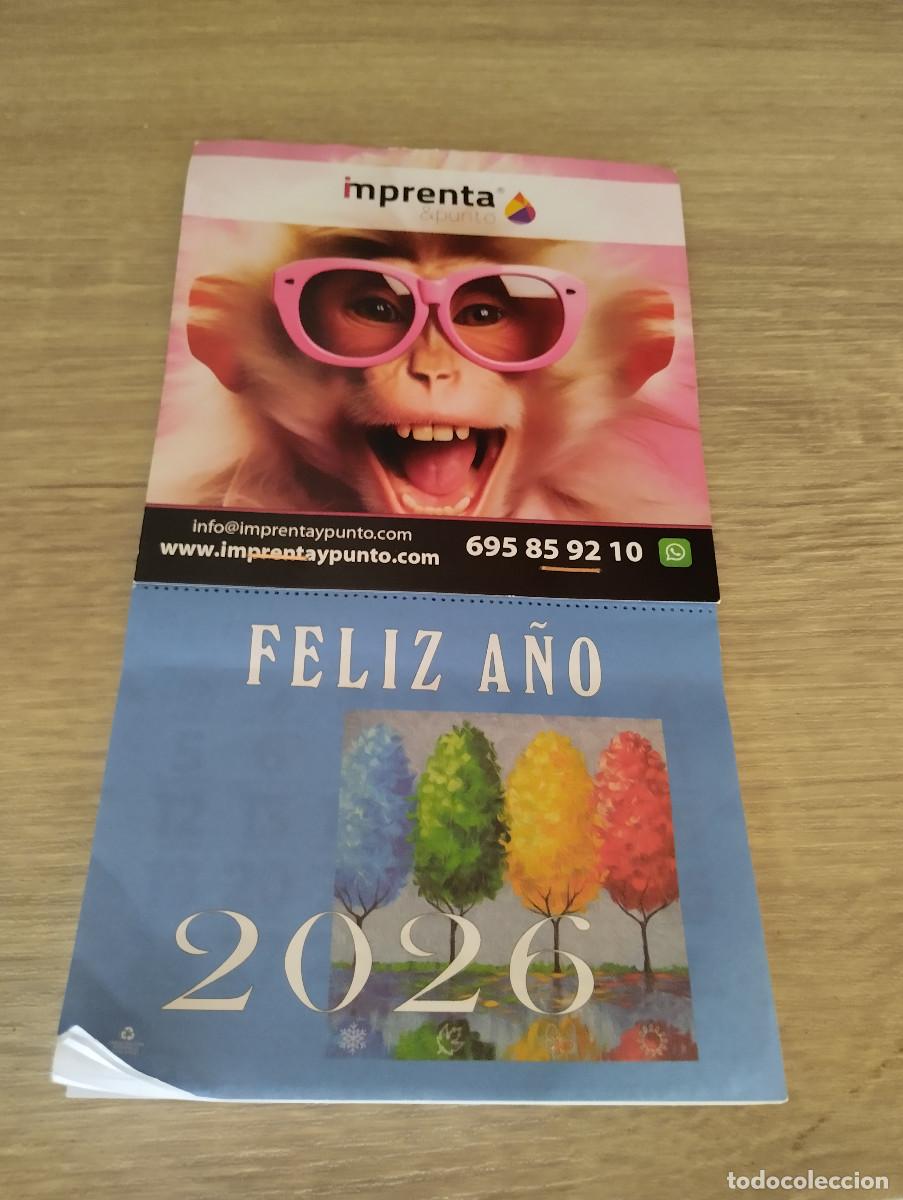 imprenta®
&punto
info@imprentaypunto.com
www.imprentaypunto.com
695 85 92 10
FELIZ AÑO
2026
todocoleccion